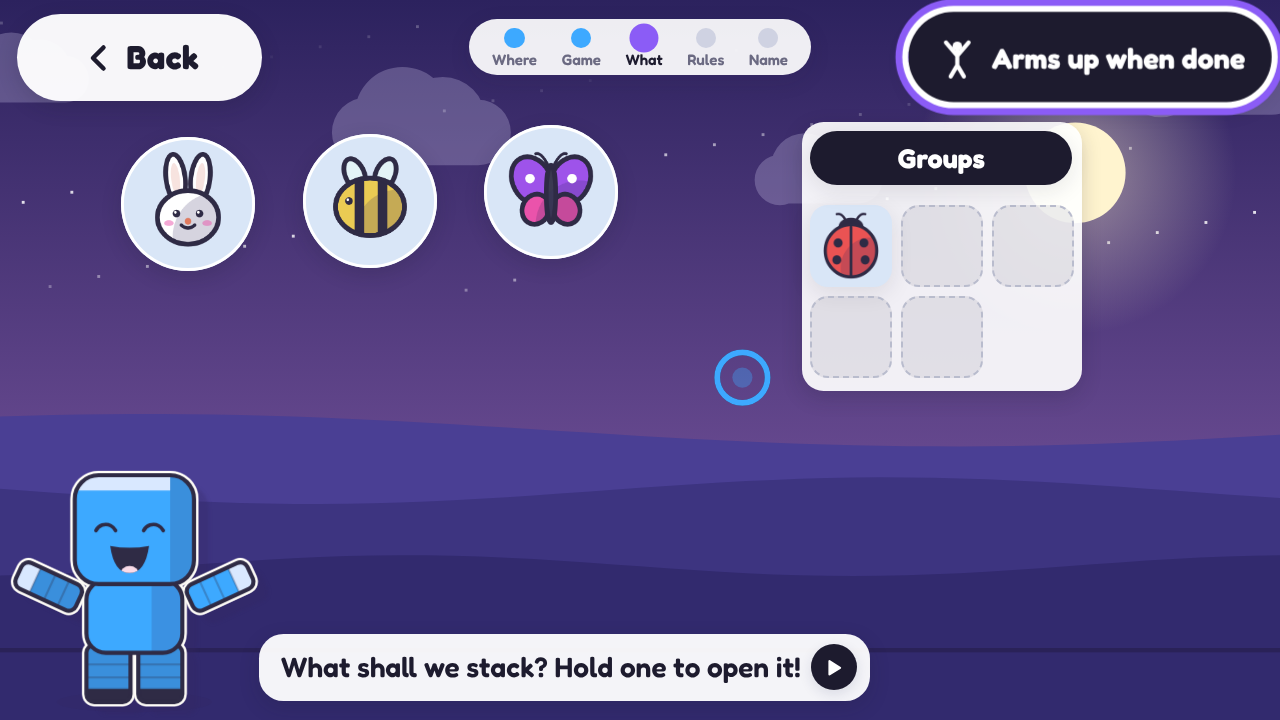 Back
Where
Game
What
Rules
Name
Arms up when done
Groups
What shall we stack? Hold one to open it!